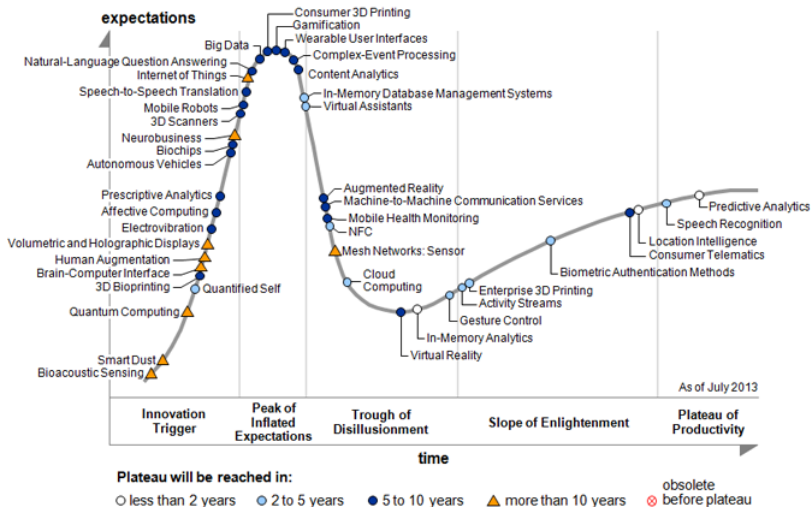 expectations
Consumer 3D Printing
Gamification
Wearable User Interfaces
Big Data
Complex-Event Processing
Natural-Language Question Answering
Content Analytics
Internet of Things
Speech-to-Speech Translation
In-Memory Database Management Systems
Mobile Robots
Virtual Assistants
3D Scanners
Neurobusiness
Biochips
Autonomous Vehicles
Prescriptive Analytics
Affective Computing
Electrovibration
Volumetric and Holographic Displays
Human Augmentation
Brain-Computer Interface
3D Bioprinting
Quantified Self
Quantum Computing
Smart Dust
Bioacoustic Sensing
Augmented Reality
Machine-to-Machine Communication Services
Mobile Health Monitoring
NFC
Mesh Networks: Sensor
Cloud
Computing
Virtual Reality
In-Memory Analytics
Gesture Control
Activity Streams
Enterprise 3D Printing
Biometric Authentication Methods
Consumer Telematics
Location Intelligence
Speech Recognition
Predictive Analytics
As of July 2013
Innovation
Trigger
Peak of
Inflated
Expectations
Trough of
Disillusionment
Slope of Enlightenment
Plateau of
Productivity
time
Plateau will be reached in:
less than 2 years
2 to 5 years
5 to 10 years
more than 10 years
obsolete
before plateau